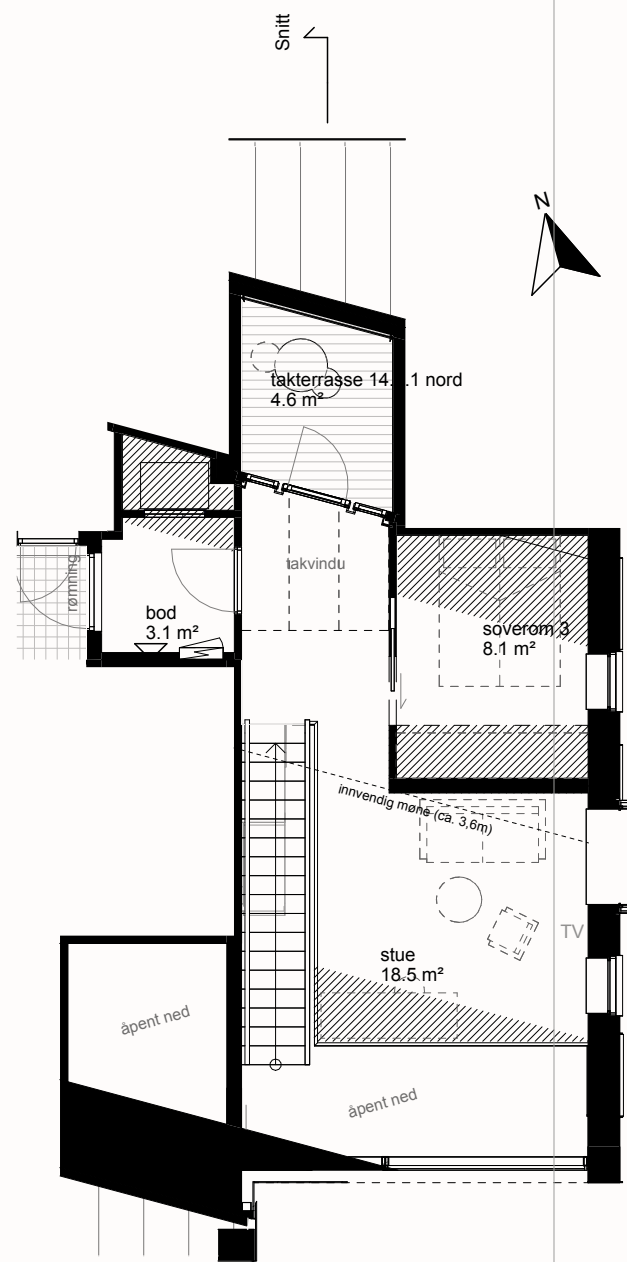 Snitt
N
takterrasse 14. .1 nord
4.6 m²
takvindu
rømning
bod
3.1 m²
soverom 3
8.1 m²
innvendig møne (ca. 3,6m)
TV
stue
18.5 m²
åpent ned
åpent ned